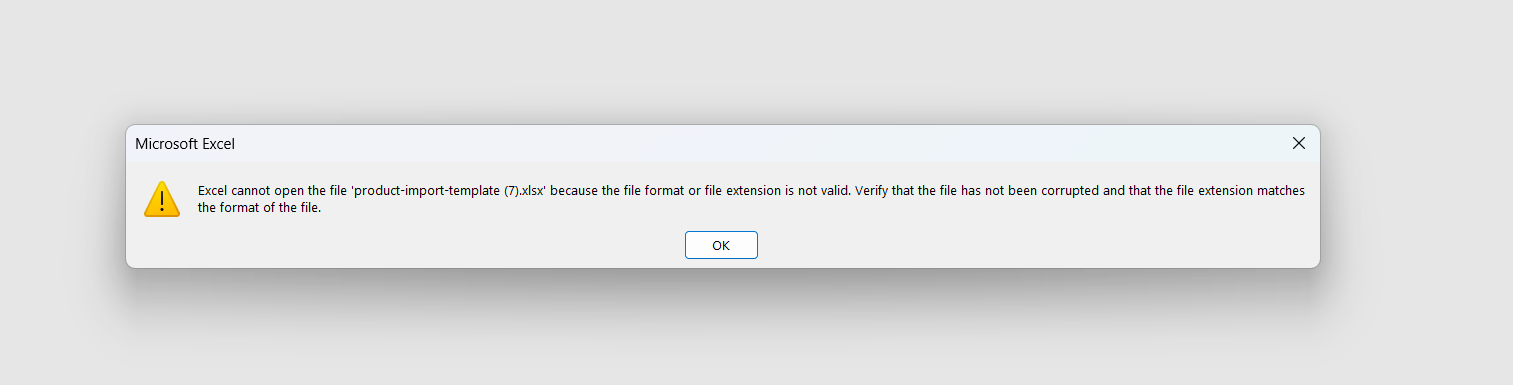 Microsoft Excel
Excel cannot open the file 'product-import-template (7).xlsx' because the file format or file extension is not valid. Verify that the file has not been corrupted and that the file extension matches
the format of the file.
OK